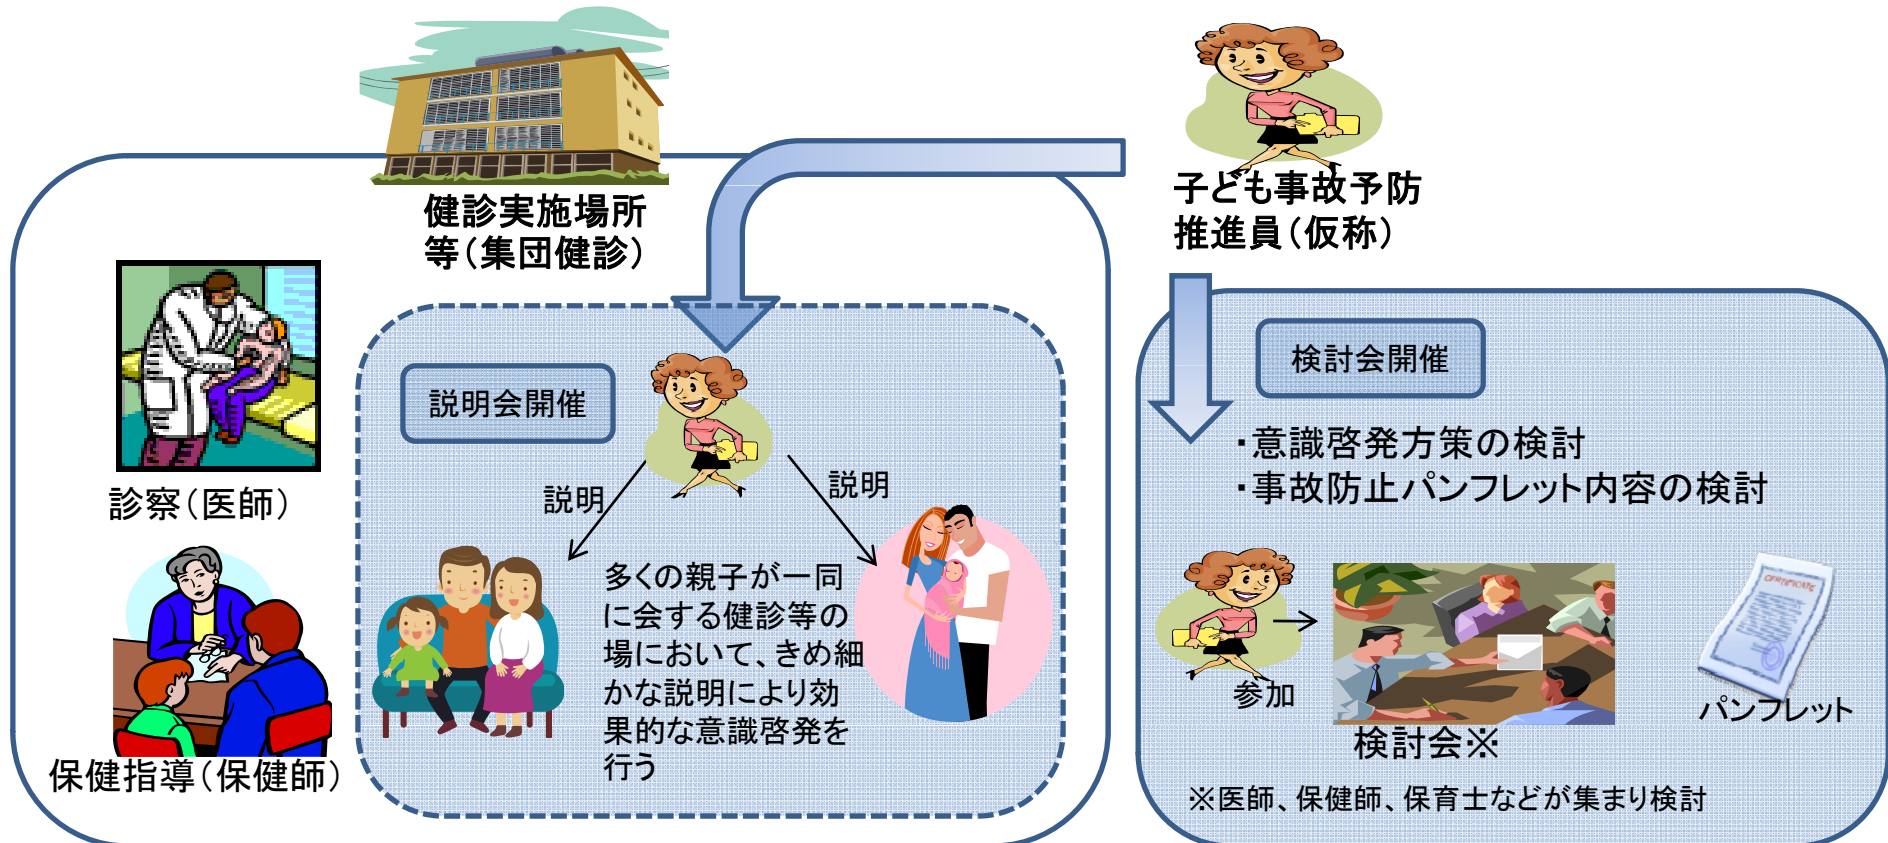 健診実施場所
等（集団健診）
子ども事故予防
推進員（仮称）
診察（医師）
保健指導（保健師）
説明会開催
説明
説明
多くの親子が一同
に会する健診等の
場において、きめ細
かな説明により効
果的な意識啓発を
行う
検討会開催
・意識啓発方策の検討
・事故防止パンフレット内容の検討
参加
検討会※
CERTIFICATE
パンフレット
※医師、保健師、保育士などが集まり検討